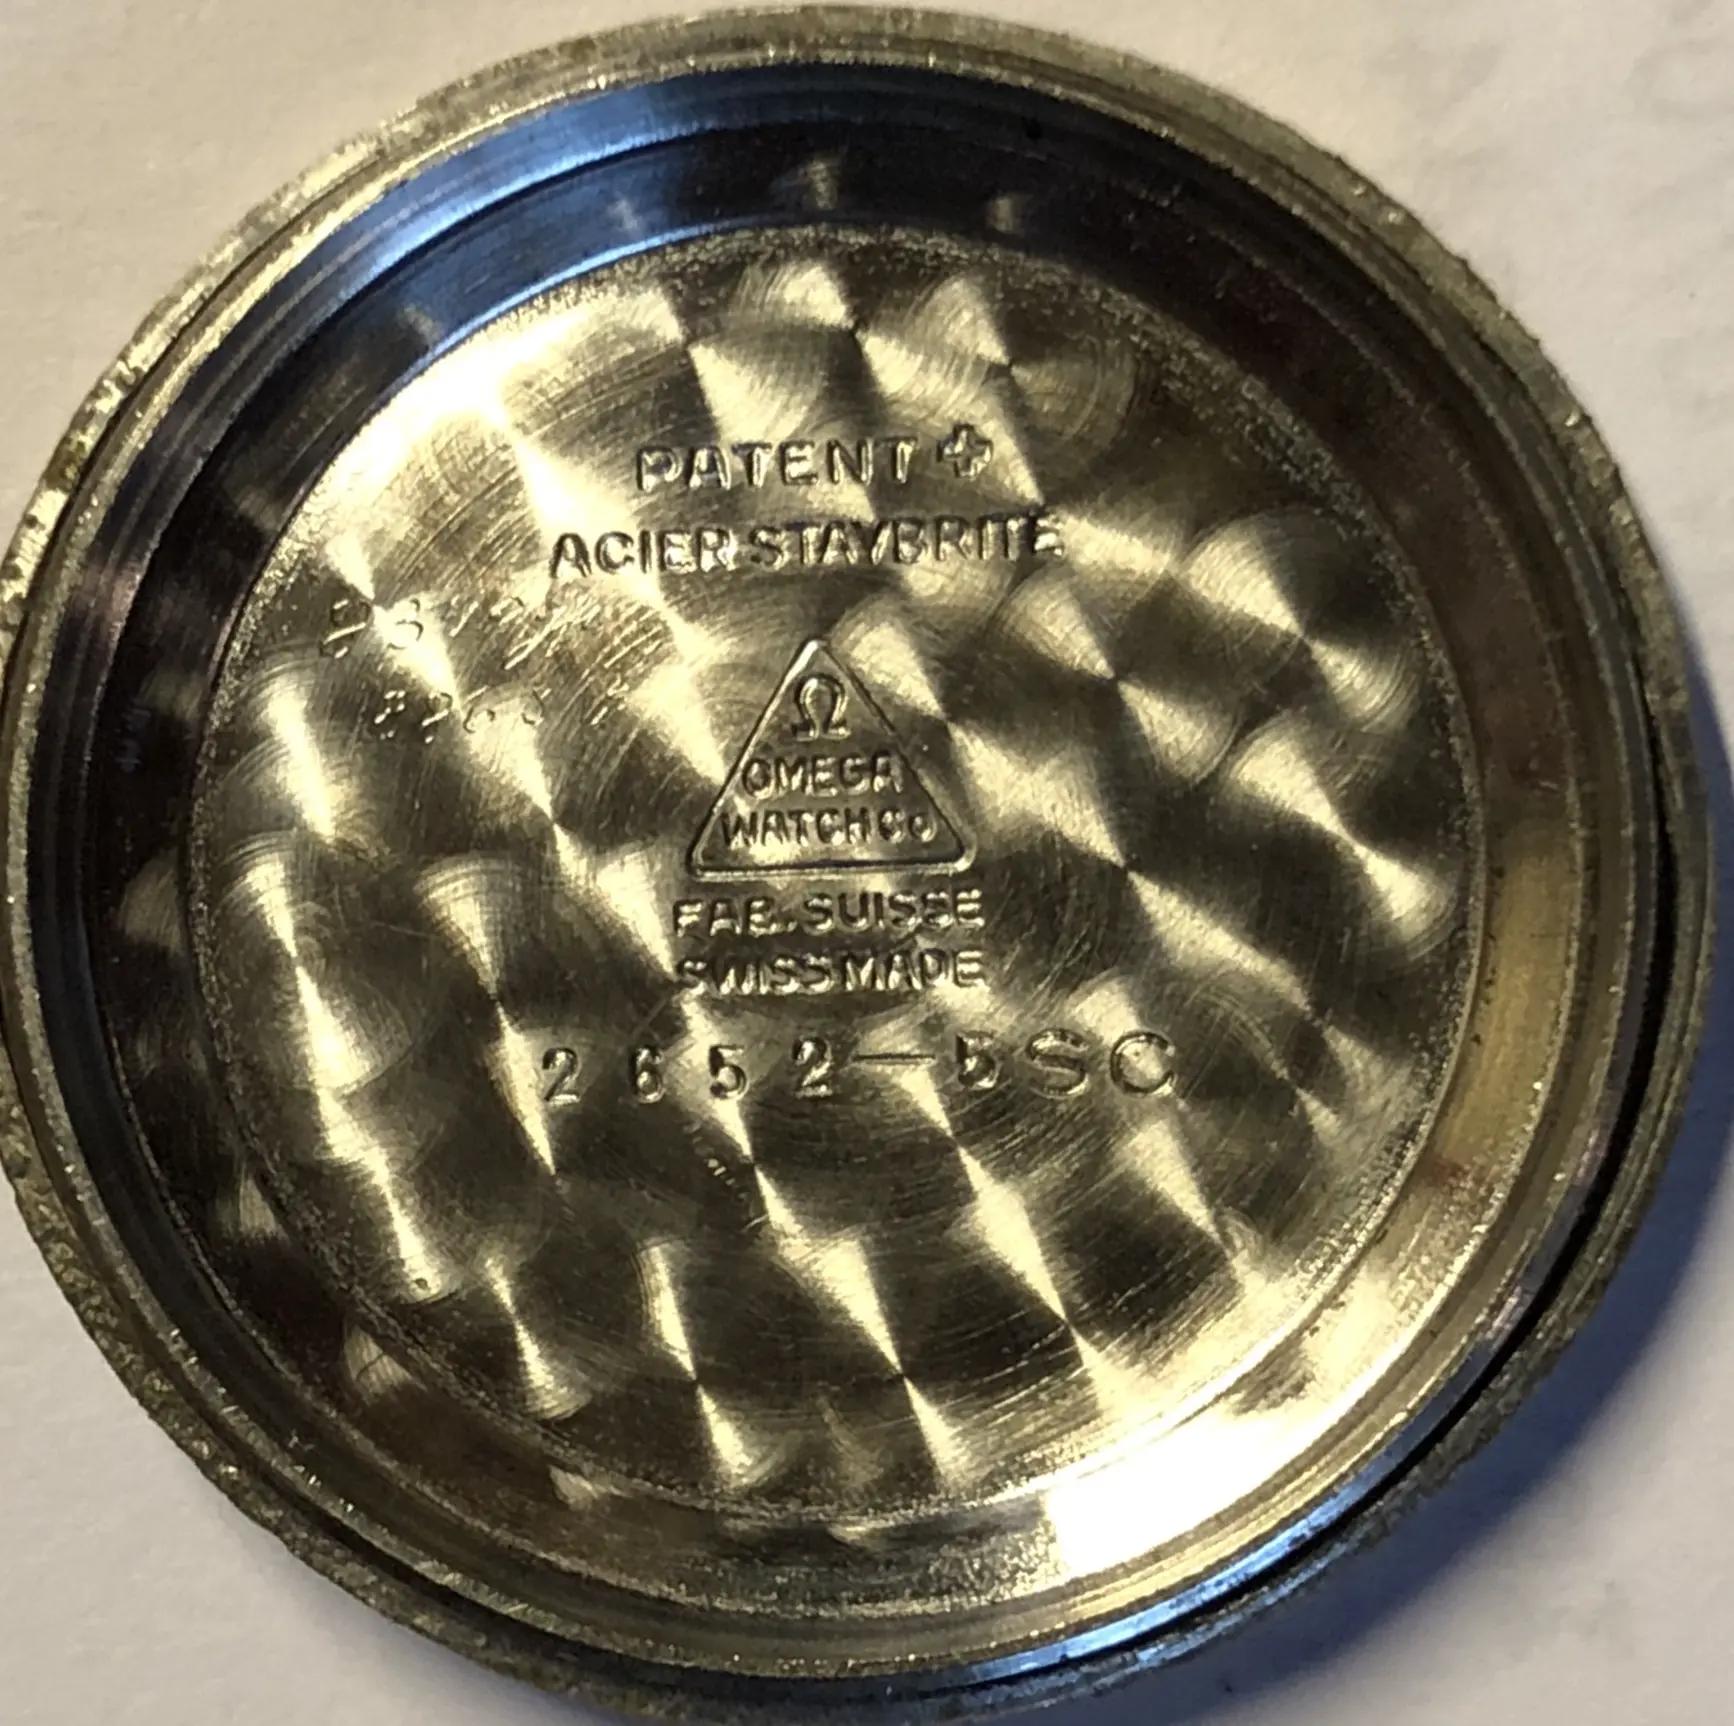 PATENT ✚
ACIER STAYBRITE
Ω
OMEGA
WATCH Co
FAB. SUISSE
SWISS MADE
2652-5SC